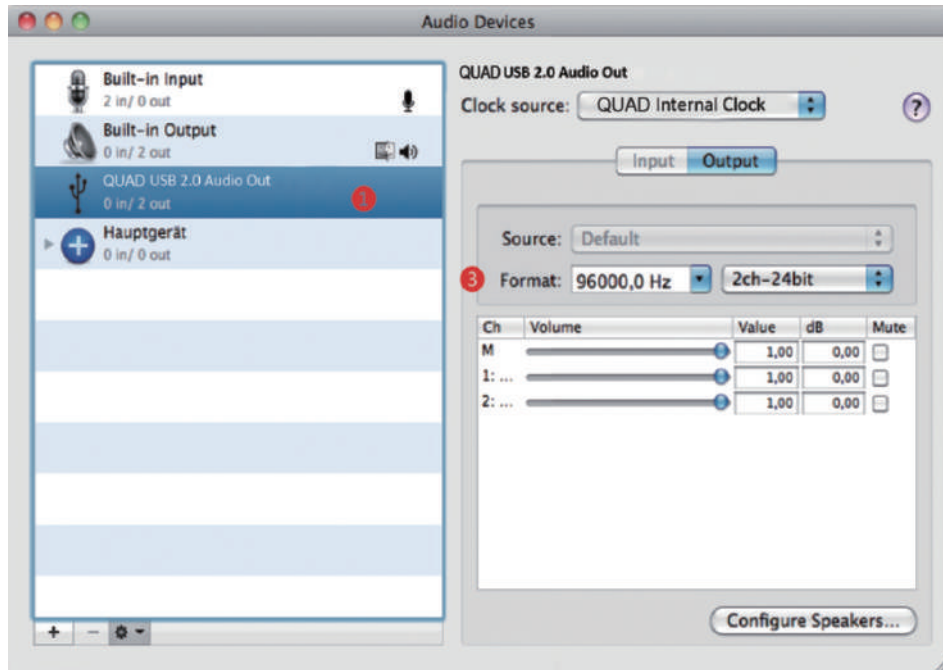 Audio Devices
Built-in Input
2 in/ 0 out
Built-in Output
0 in/ 2 out
QUAD USB 2.0 Audio Out
0 in/ 2 out
1
Hauptgerät
0 in/ 0 out
+ −
QUAD USB 2.0 Audio Out
Clock source: QUAD Internal Clock
?
Input Output
Source: Default
3 Format: 96000,0 Hz 2ch-24bit
Ch Volume Value dB Mute
M 1,00 0,00
1: ... 1,00 0,00
2: ... 1,00 0,00
Configure Speakers...